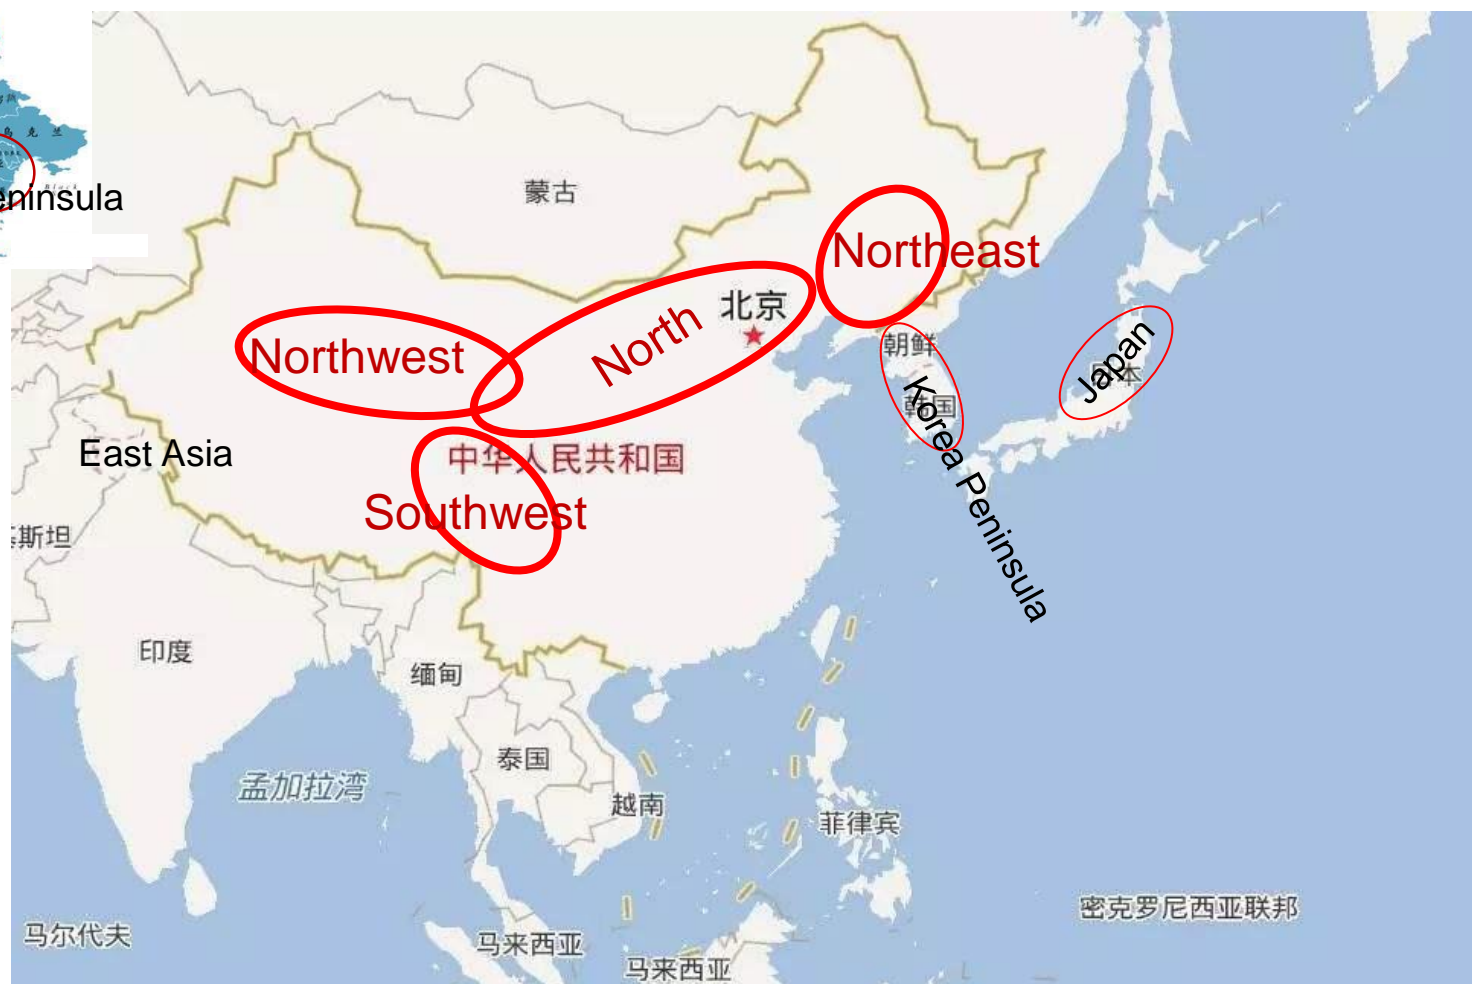 乌 克 兰
eninsula
蒙古
Northeast
北京
North
Northwest
朝鲜
韩国
Korea Peninsula
Japan
East Asia
中华人民共和国
Southwest
斯坦
印度
缅甸
泰国
孟加拉湾
越南
菲律宾
密克罗尼西亚联邦
马尔代夫
马来西亚
马来西亚